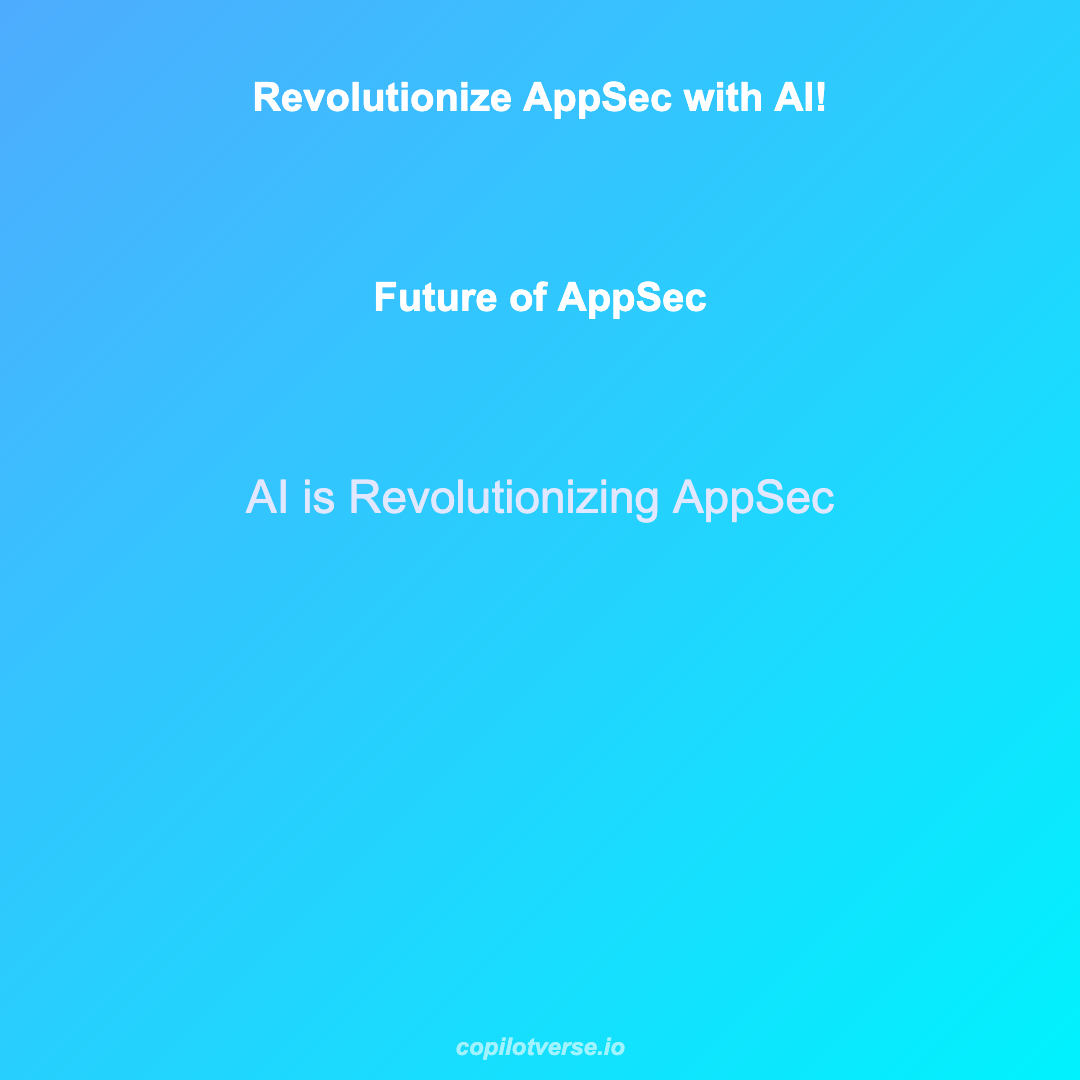 Revolutionize AppSec with AI!
Future of AppSec
AI is Revolutionizing AppSec
copilotverse.io